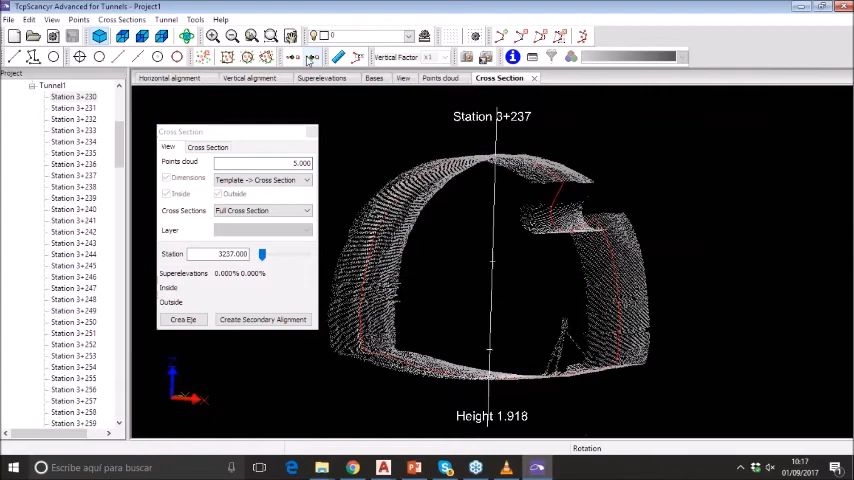 TcpScancyr Advanced for Tunnels - Project1
File Edit View Points Cross Sections Tunnel Tools Help
0
Vertical Factor x1
Project
Horizontal alignment Vertical alignment Superelevations Bases View Points cloud Cross Section
Tunnel1
Station 3+230
Station 3+231
Station 3+232
Station 3+233
Station 3+234
Station 3+235
Station 3+236
Station 3+237
Station 3+238
Station 3+239
Station 3+240
Station 3+241
Station 3+242
Station 3+243
Station 3+244
Station 3+245
Station 3+246
Station 3+247
Station 3+248
Station 3+249
Station 3+250
Station 3+251
Station 3+252
Station 3+253
Station 3+254
Station 3+255
Station 3+256
Station 3+257
Station 3+258
Station 3+259
Cross Section
View Cross Section
Points cloud 5.000
Dimensions Template -> Cross Section
Inside Outside
Cross Sections Full Cross Section
Layer
Station 3237.000
Superelevations 0.000% 0.000%
Inside
Outside
Crea Eje Create Secondary Alignment
Station 3+237
Height 1.918
Z
X
Rotation
Escribe aquí para buscar
10:17
01/09/2017